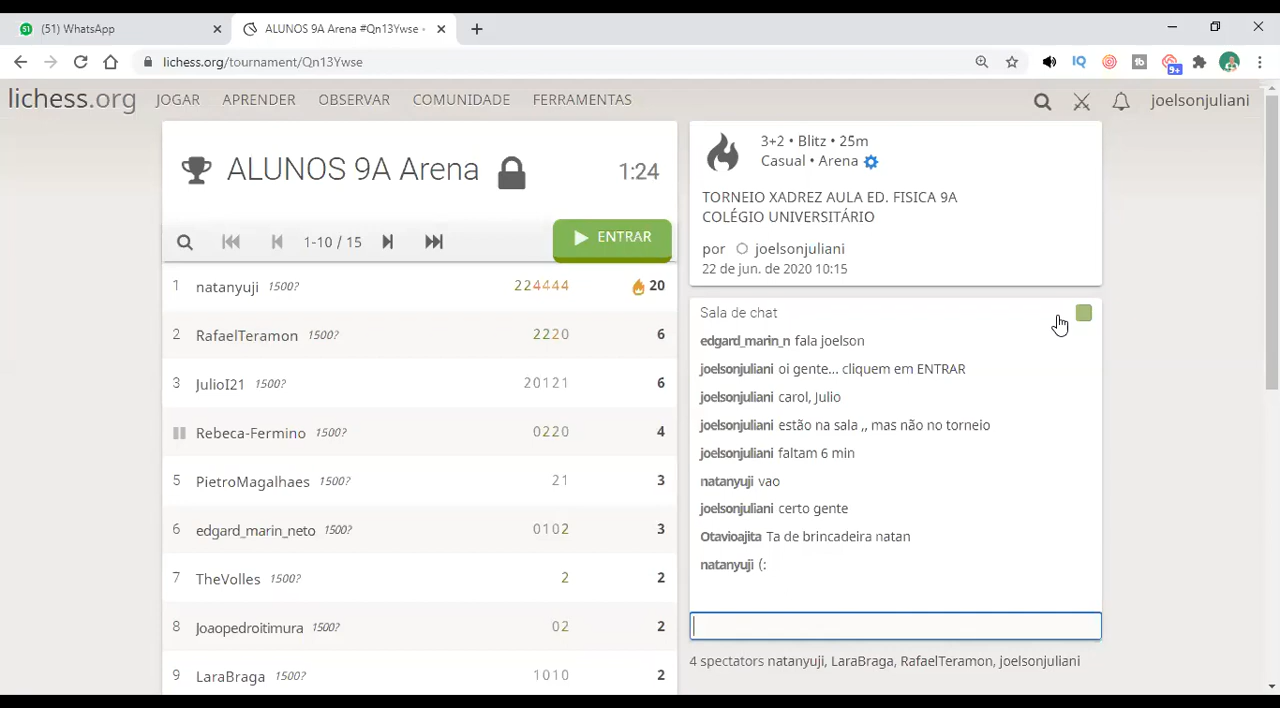 (51) WhatsApp
ALUNOS 9A Arena #Qn13Ywse
lichess.org/tournament/Qn13Ywse
lichess.org JOGAR APRENDER OBSERVAR COMUNIDADE FERRAMENTAS joelsonjuliani
ALUNOS 9A Arena 1:24
1-10 / 15 ENTRAR
1 natanyuji 1500? 224444 20
2 RafaelTeramon 1500? 2220 6
3 JulioI21 1500? 20121 6
Rebeca-Fermino 1500? 0220 4
5 PietroMagalhaes 1500? 21 3
6 edgard_marin_neto 1500? 0102 3
7 TheVolles 1500? 2 2
8 Joaopedroitimura 1500? 02 2
9 LaraBraga 1500? 1010 2
3+2 • Blitz • 25m
Casual • Arena
TORNEIO XADREZ AULA ED. FISICA 9A
COLÉGIO UNIVERSITÁRIO
por joelsonjuliani
22 de jun. de 2020 10:15
Sala de chat
edgard_marin_n fala joelson
joelsonjuliani oi gente... cliquem em ENTRAR
joelsonjuliani carol, Julio
joelsonjuliani estão na sala ,, mas não no torneio
joelsonjuliani faltam 6 min
natanyuji vao
joelsonjuliani certo gente
Otavioajita Ta de brincadeira natan
natanyuji (:
4 spectators natanyuji, LaraBraga, RafaelTeramon, joelsonjuliani